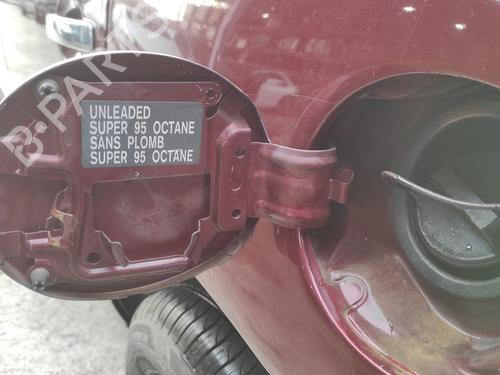 UNLEADED
SUPER 95 OCTANE
SANS PLOMB
SUPER 95 OCTANE
B-PARTS